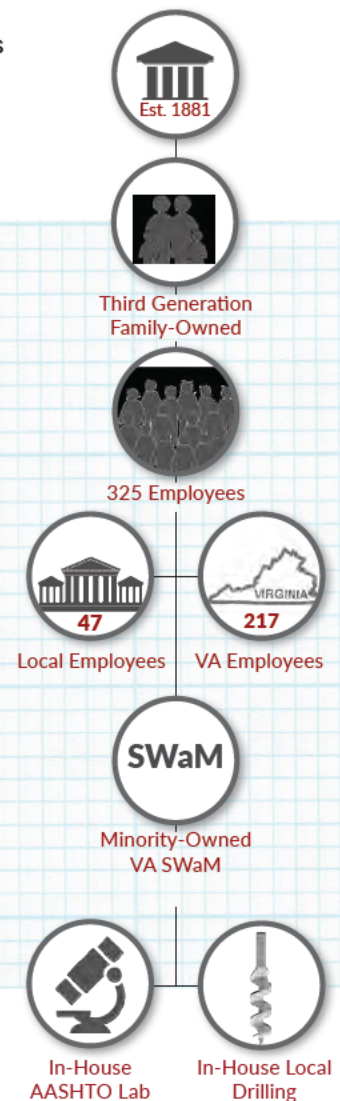 s
Est. 1881
Third Generation
Family-Owned
325 Employees
VIRGINIA
47
217
Local Employees
VA Employees
SWaM
Minority-Owned
VA SWaM
In-House
AASHTO Lab
In-House Local
Drilling